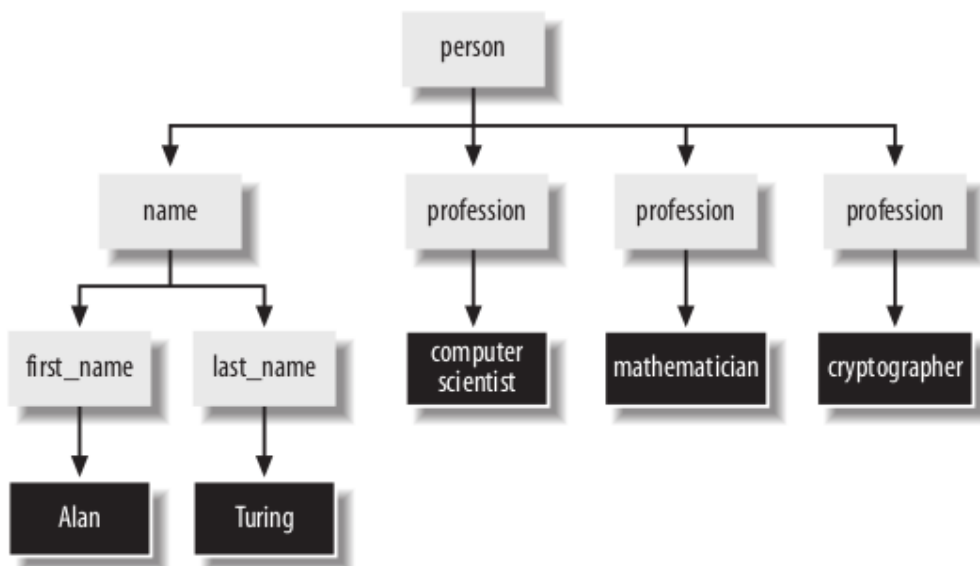 person
name
profession
profession
profession
first_name
last_name
computer
scientist
mathematician
cryptographer
Alan
Turing